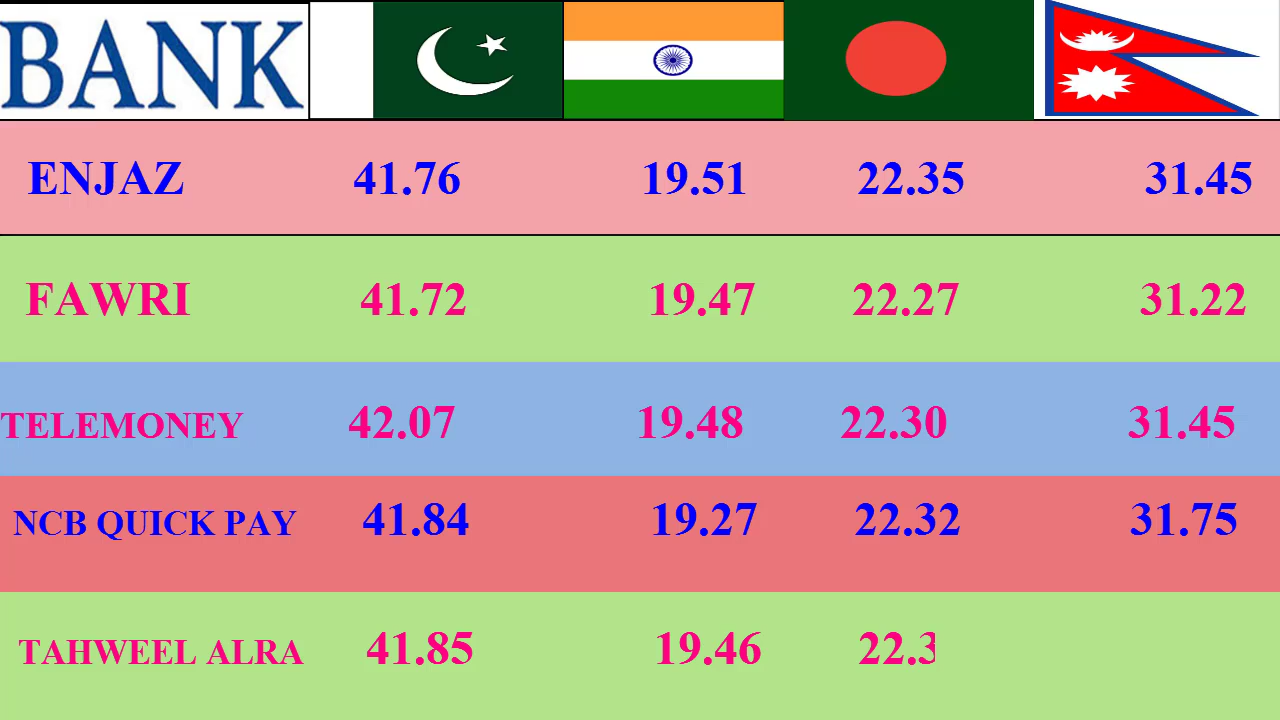 BANK
ENJAZ 41.76 19.51 22.35 31.45
FAWRI 41.72 19.47 22.27 31.22
TELEMONEY 42.07 19.48 22.30 31.45
NCB QUICK PAY 41.84 19.27 22.32 31.75
TAHWEEL ALRA 41.85 19.46